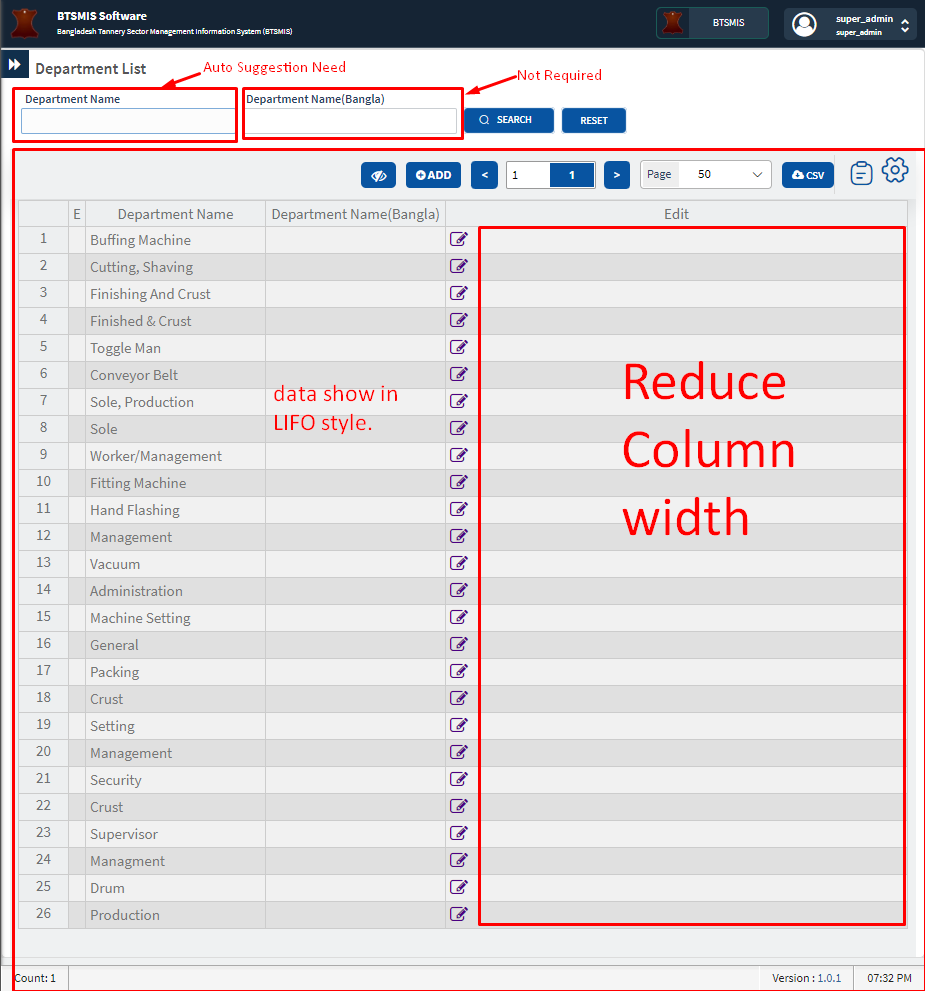 BTSMIS Software
Bangladesh Tannery Sector Management Information System (BTSMIS)
BTSMIS
super_admin
super_admin
Department List
Auto Suggestion Need
Not Required
Department Name
Department Name(Bangla)
SEARCH
RESET
ADD
<
1
1
>
Page
50
CSV
E
Department Name
Department Name(Bangla)
Edit
1 Buffing Machine
2 Cutting, Shaving
3 Finishing And Crust
4 Finished & Crust
5 Toggle Man
6 Conveyor Belt
7 Sole, Production
8 Sole
9 Worker/Management
10 Fitting Machine
11 Hand Flashing
12 Management
13 Vacuum
14 Administration
15 Machine Setting
16 General
17 Packing
18 Crust
19 Setting
20 Management
21 Security
22 Crust
23 Supervisor
24 Managment
25 Drum
26 Production
data show in
LIFO style.
Reduce
Column
width
Count: 1
Version : 1.0.1
07:32 PM